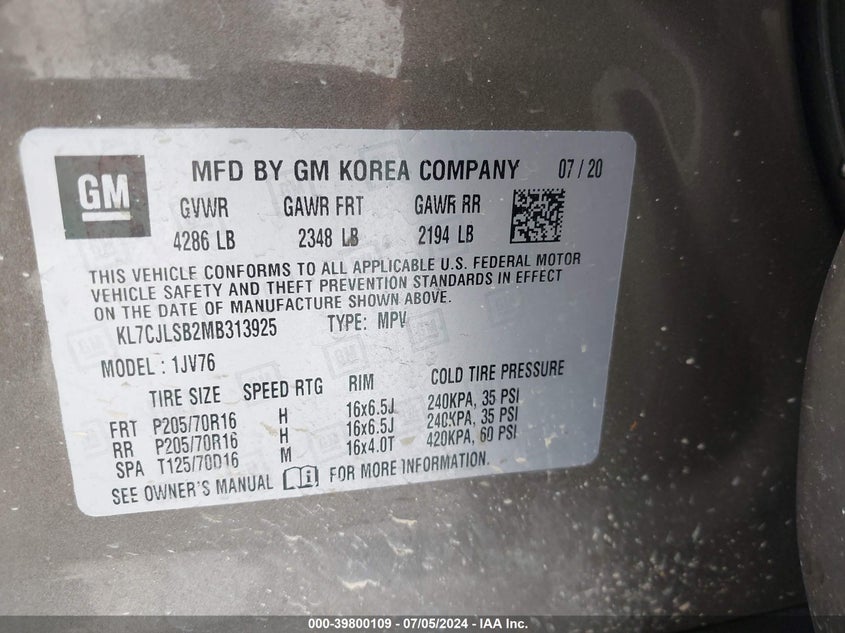 GM
MFD BY GM KOREA COMPANY 07/20
GVWR GAWR FRT GAWR RR
4286 LB 2348 LB 2194 LB
THIS VEHICLE CONFORMS TO ALL APPLICABLE U.S. FEDERAL MOTOR
VEHICLE SAFETY AND THEFT PREVENTION STANDARDS IN EFFECT
ON THE DATE OF MANUFACTURE SHOWN ABOVE.
KL7CJLSB2MB313925 TYPE: MPV
MODEL : 1JV76
TIRE SIZE SPEED RTG RIM COLD TIRE PRESSURE
FRT P205/70R16 H 16x6.5J 240KPA, 35 PSI
RR P205/70R16 H 16x6.5J 240KPA, 35 PSI
SPA T125/70D16 M 16x4.0T 420KPA, 60 PSI
SEE OWNER'S MANUAL FOR MORE INFORMATION.
000-39800109 - 07/05/2024 - IAA Inc.